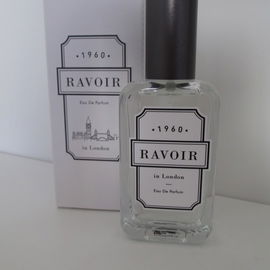 • 1960 •
RAVOIR
Eau De Parfum
in London
• 1960 •
RAVOIR
in London
Eau De Parfum